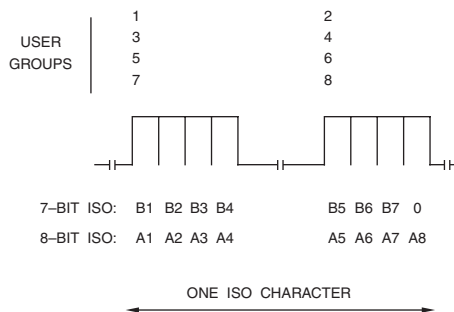 USER GROUPS
1 2
3 4
5 6
7 8
7–BIT ISO: B1 B2 B3 B4 B5 B6 B7 0
8–BIT ISO: A1 A2 A3 A4 A5 A6 A7 A8
ONE ISO CHARACTER